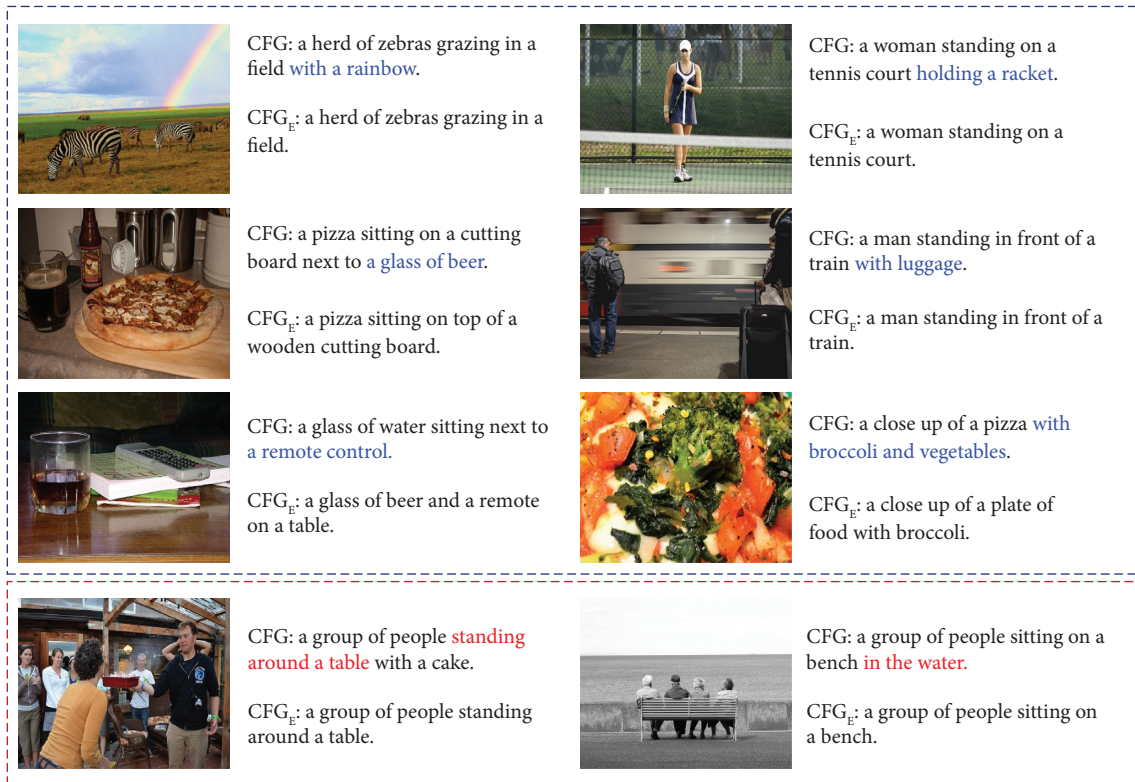 CFG: a herd of zebras grazing in a
field with a rainbow.
CFG_E: a herd of zebras grazing in a
field.
CFG: a woman standing on a
tennis court holding a racket.
CFG_E: a woman standing on a
tennis court.
CFG: a pizza sitting on a cutting
board next to a glass of beer.
CFG_E: a pizza sitting on top of a
wooden cutting board.
CFG: a man standing in front of a
train with luggage.
CFG_E: a man standing in front of a
train.
CFG: a glass of water sitting next to
a remote control.
CFG_E: a glass of beer and a remote
on a table.
CFG: a close up of a pizza with
broccoli and vegetables.
CFG_E: a close up of a plate of
food with broccoli.
CFG: a group of people standing
around a table with a cake.
CFG_E: a group of people standing
around a table.
CFG: a group of people sitting on a
bench in the water.
CFG_E: a group of people sitting on
a bench.